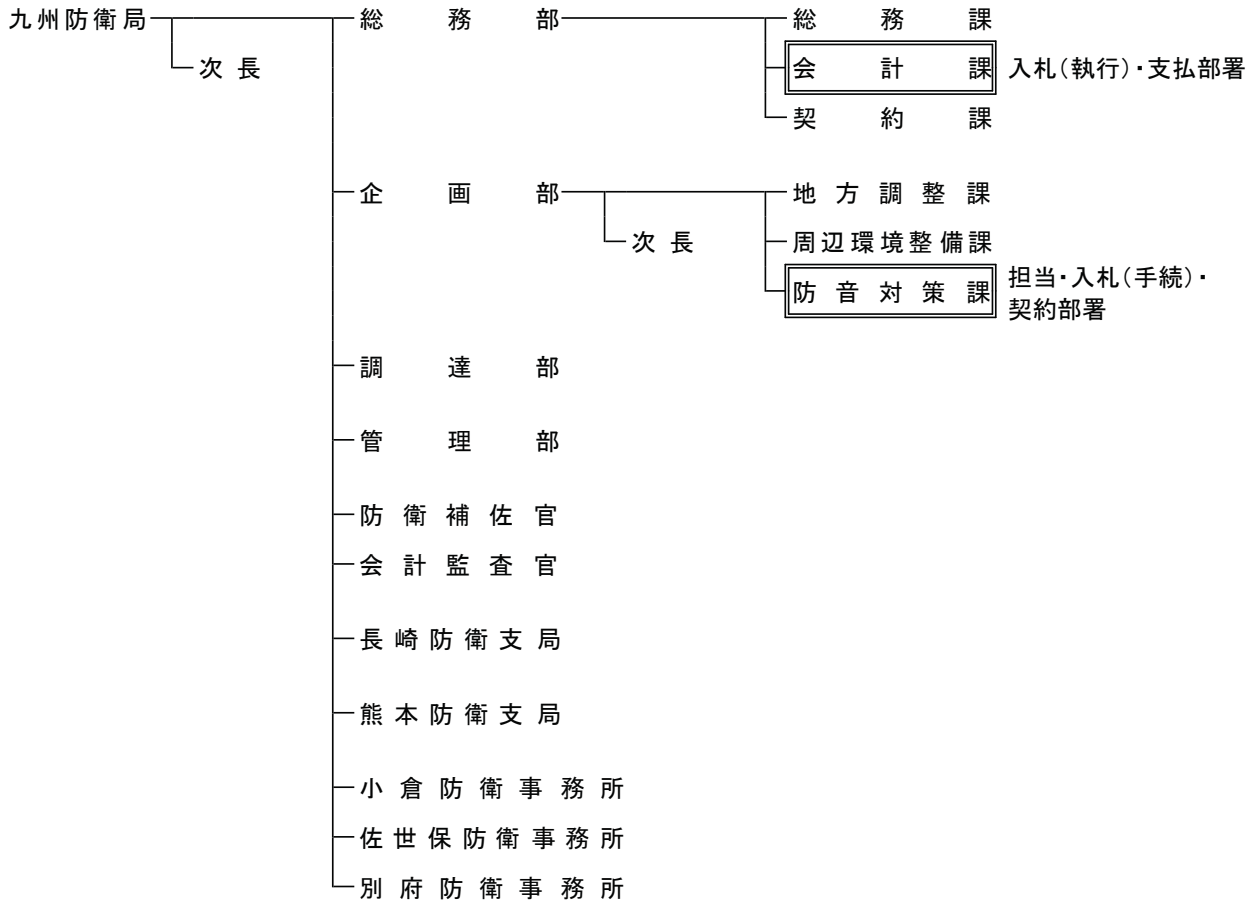 九州防衛局 総務部 総務課
次長 会計課 入札(執行)・支払部署
契約課
企画部 地方調整課
次長 周辺環境整備課
防音対策課 担当・入札(手続)・
契約部署
調達部
管理部
防衛補佐官
会計監査官
長崎防衛支局
熊本防衛支局
小倉防衛事務所
佐世保防衛事務所
別府防衛事務所